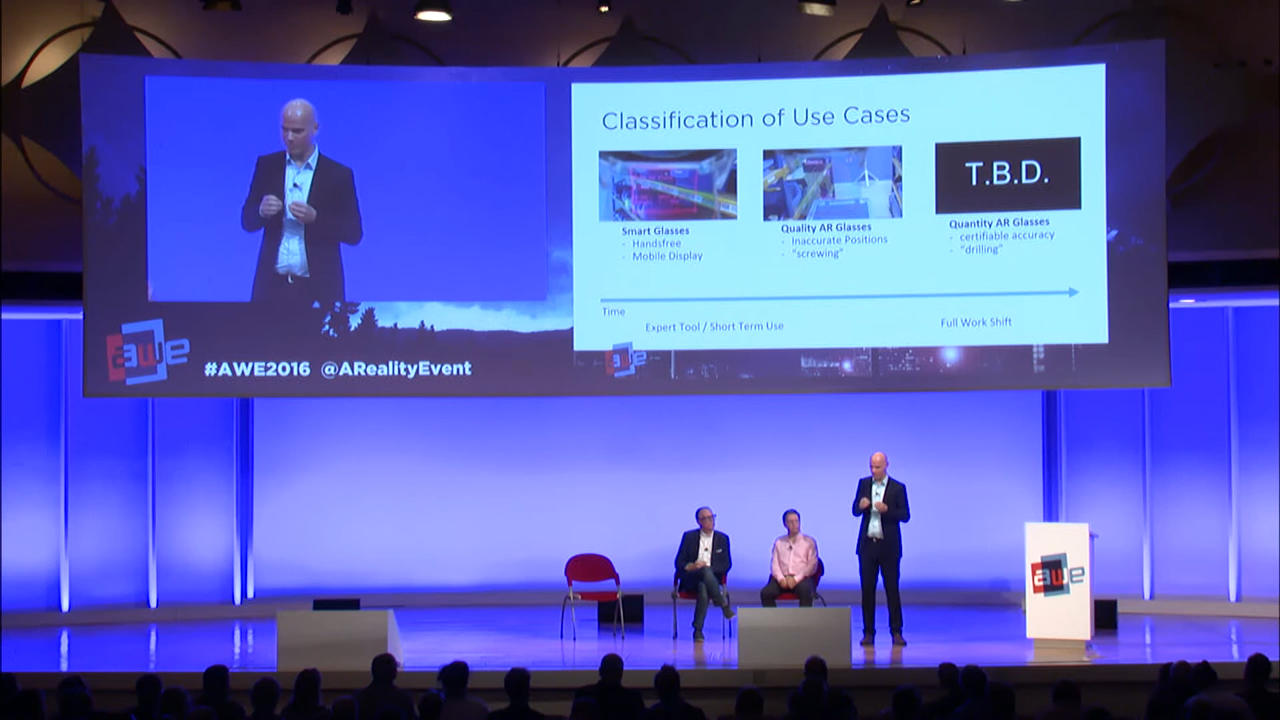 Classification of Use Cases
T.B.D.
Smart Glasses
- Handsfree
- Mobile Display
Quality AR Glasses
- Inaccurate Positions
- "screwing"
Quantity AR Glasses
- certifiable accuracy
- "drilling"
Time
Expert Tool / Short Term Use
Full Work Shift
awe
#AWE2016 @ARealityEvent
awe
awe